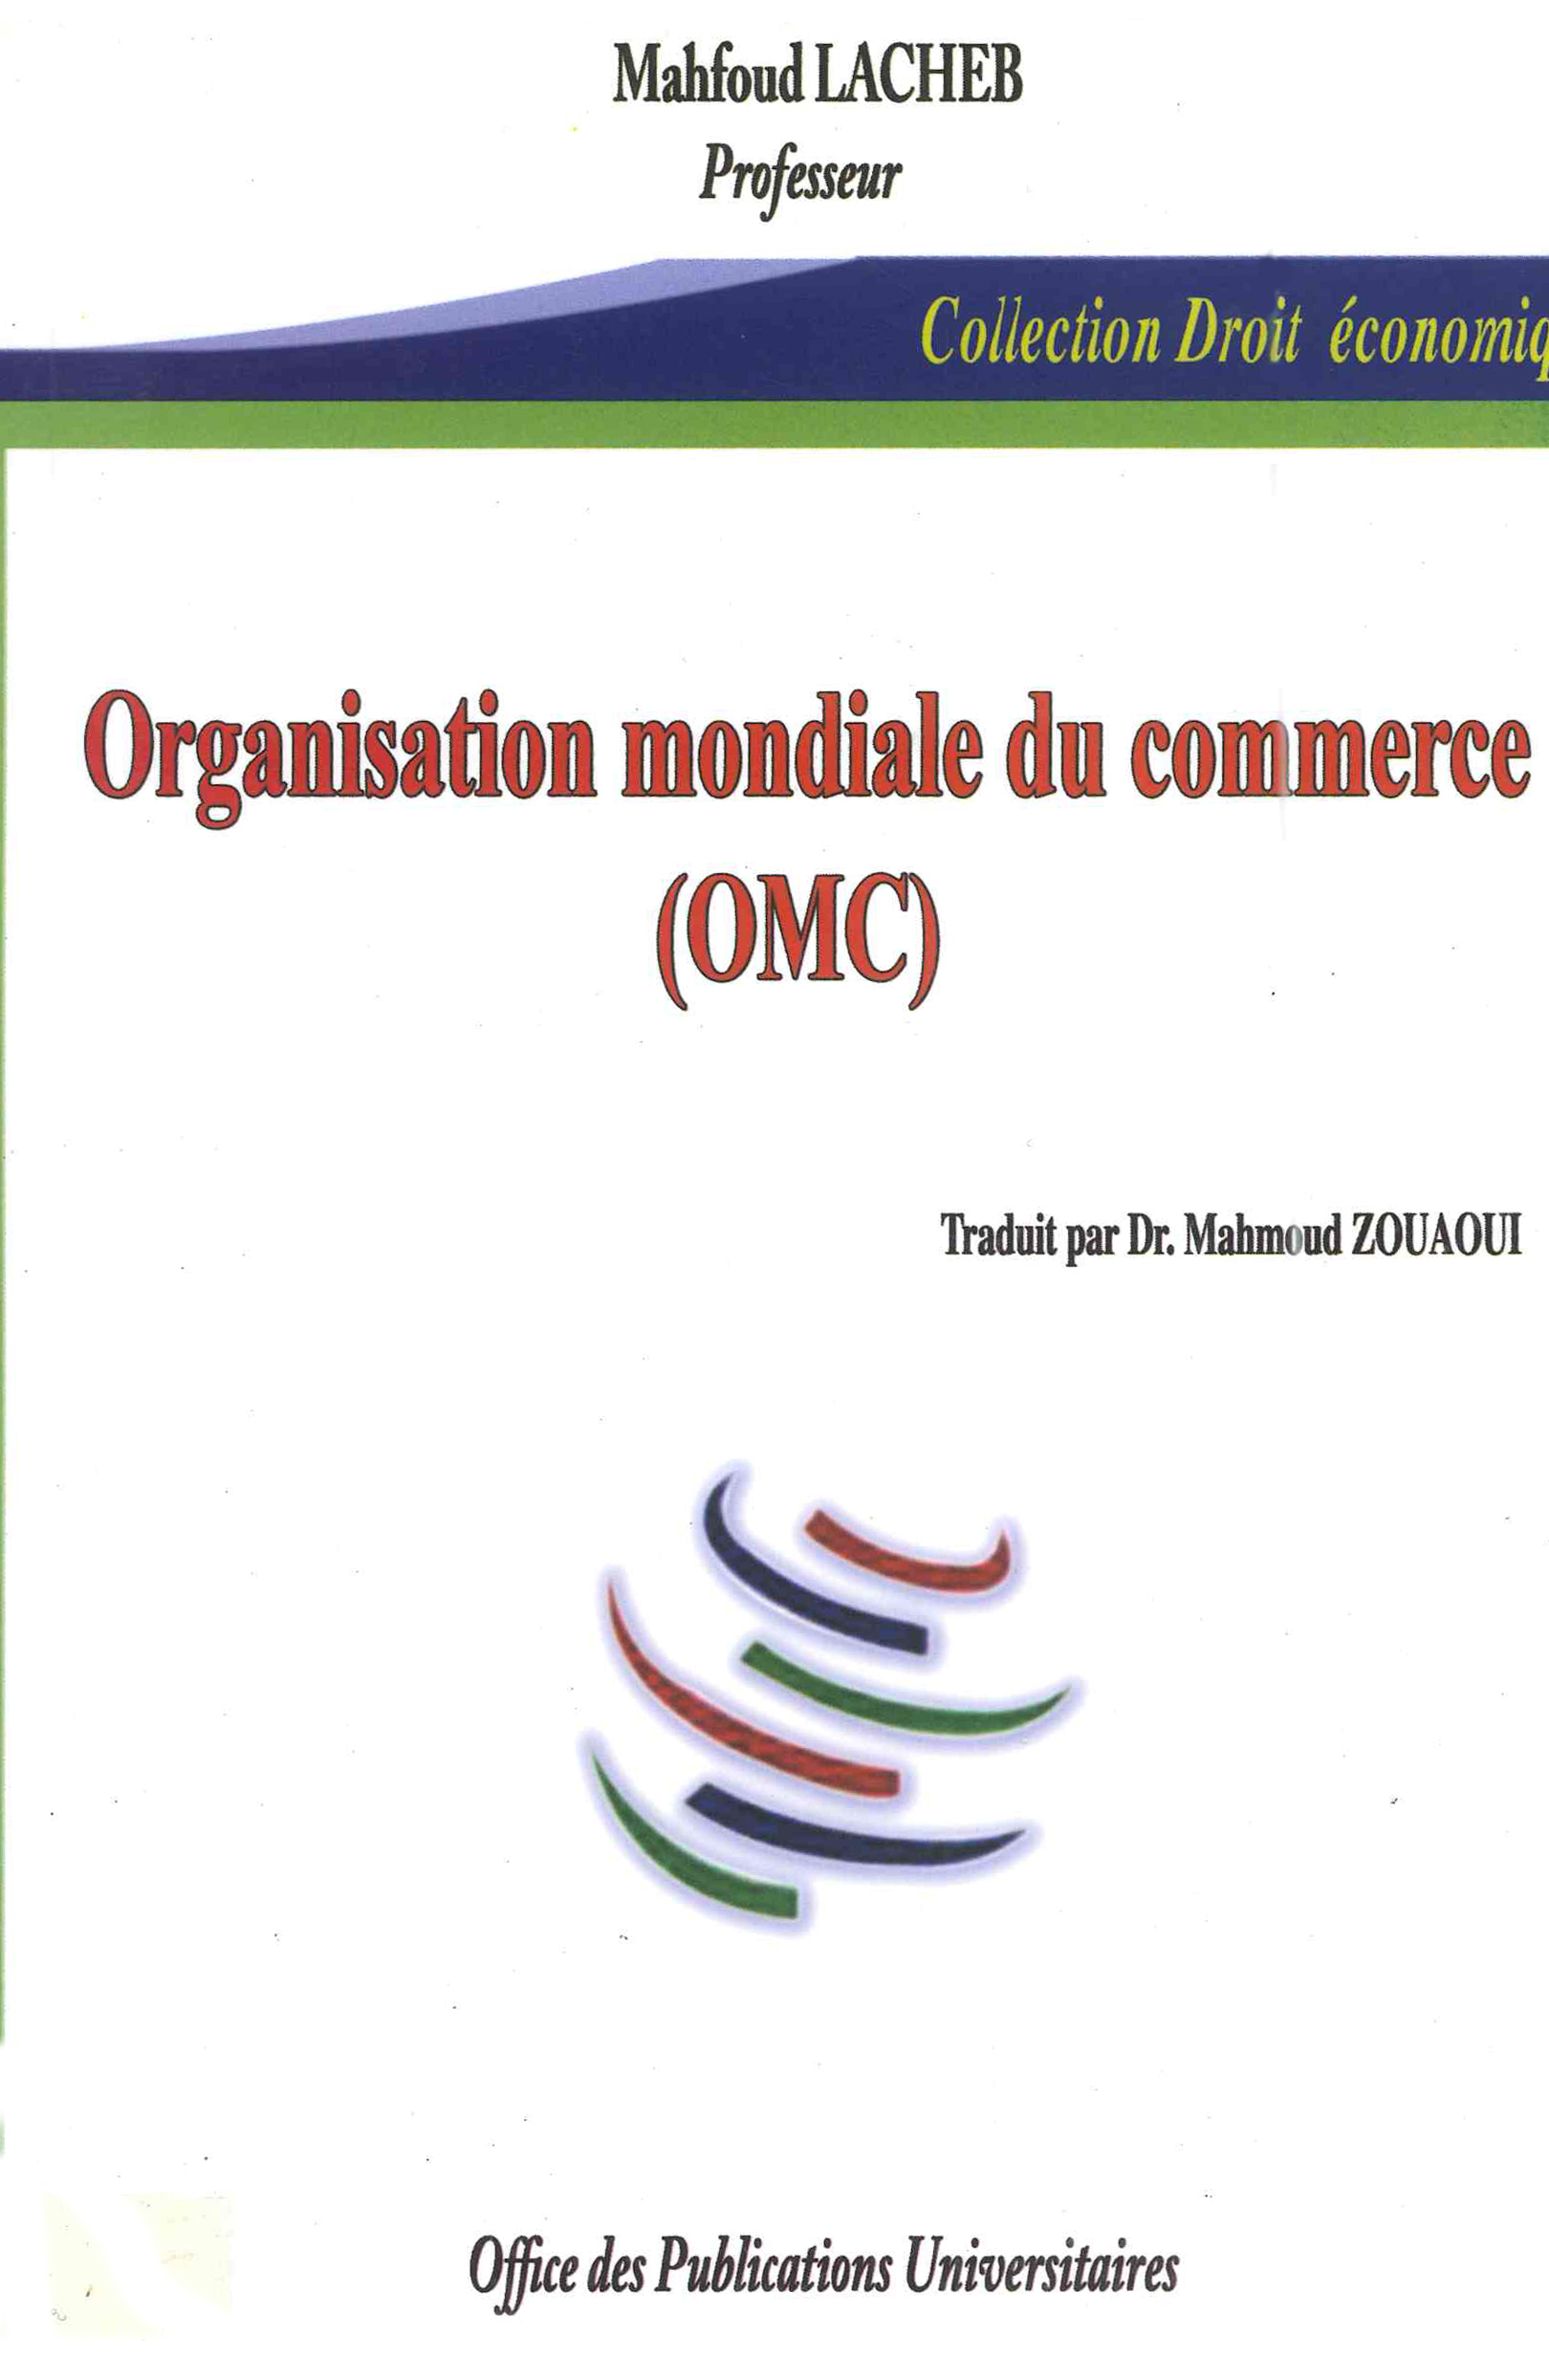 Mahfoud LACHEB
Professeur
Collection Droit économiq
Organisation mondiale du commerce
(OMC)
Traduit par Dr. Mahmoud ZOUAOUI
Office des Publications Universitaires